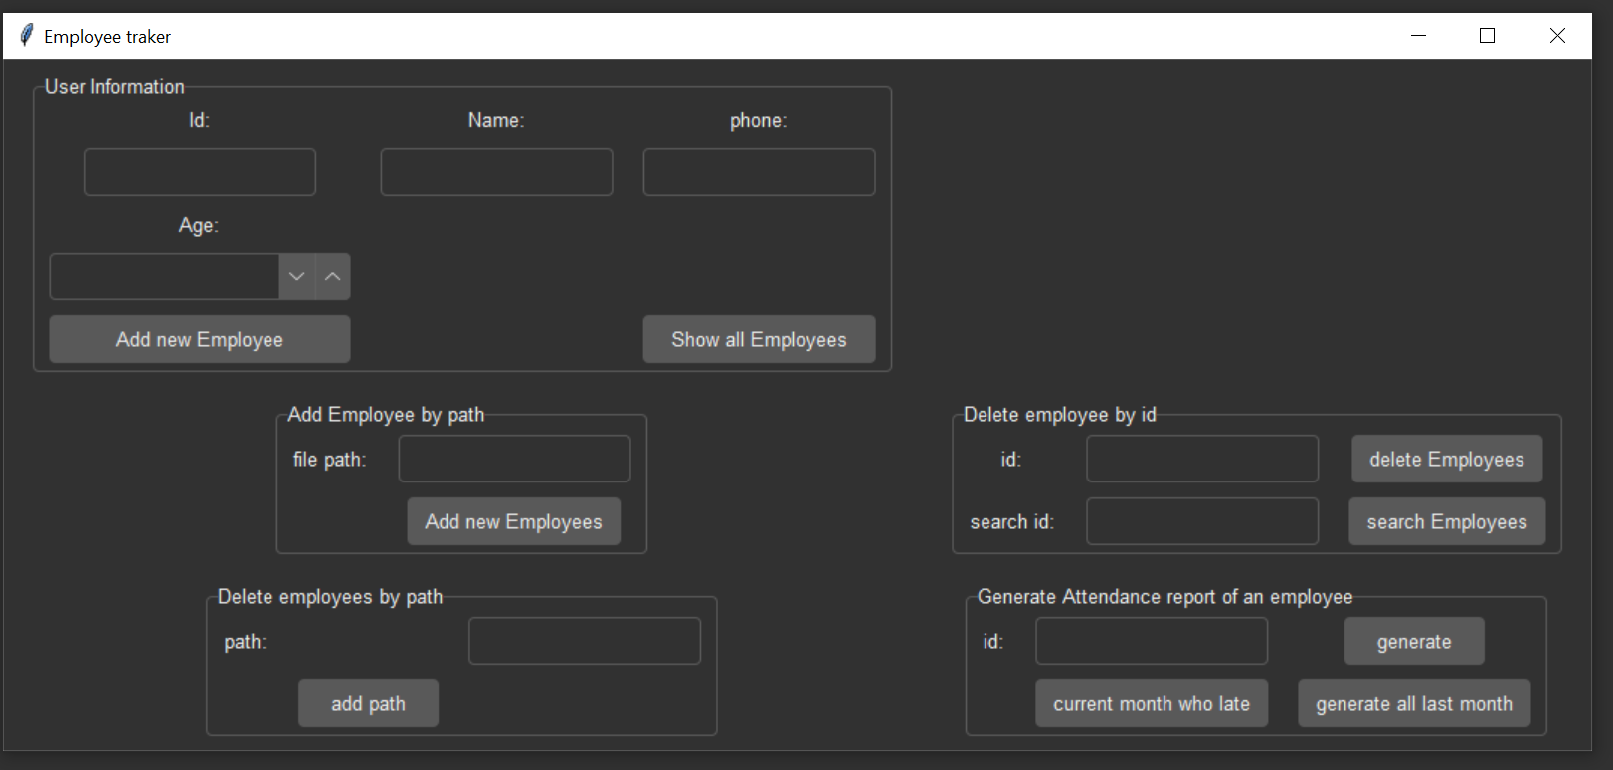 Employee traker
User Information
Id: Name: phone:
Age:
Add new Employee Show all Employees
Add Employee by path
file path:
Add new Employees
Delete employee by id
id: delete Employees
search id: search Employees
Delete employees by path
path:
add path
Generate Attendance report of an employee
id: generate
current month who late generate all last month